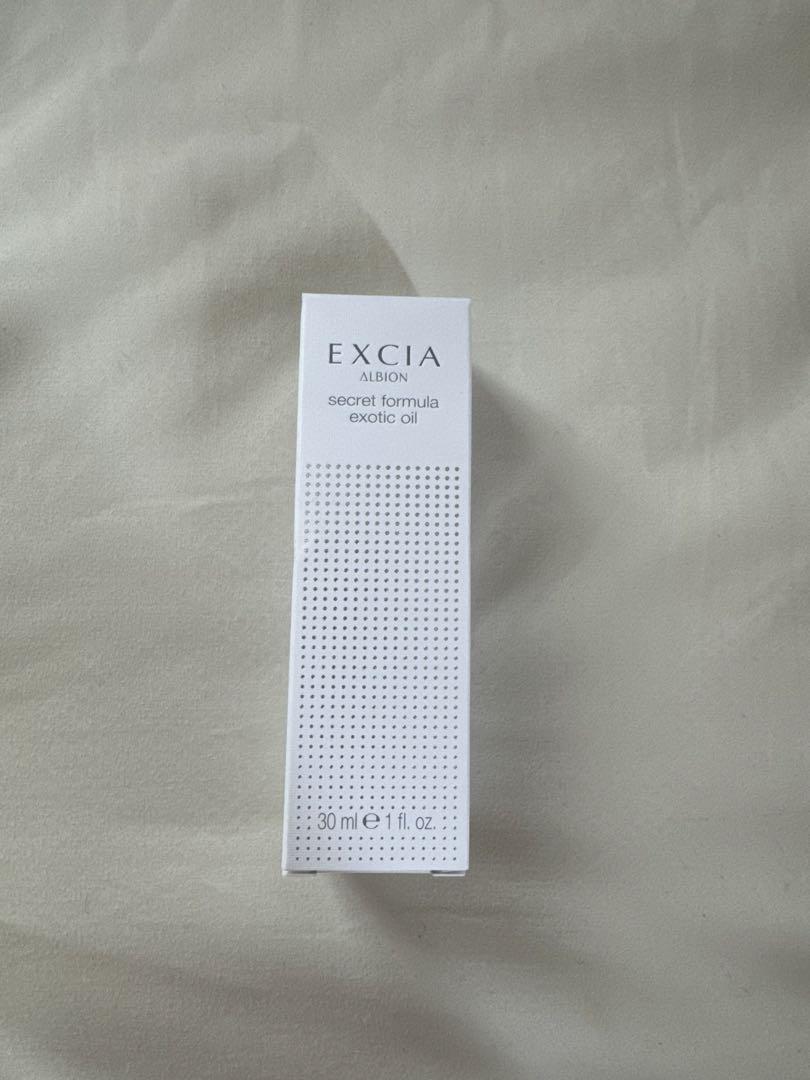 EXCIA
ALBION
secret formula
exotic oil
30 ml ℮ 1 fl. oz.